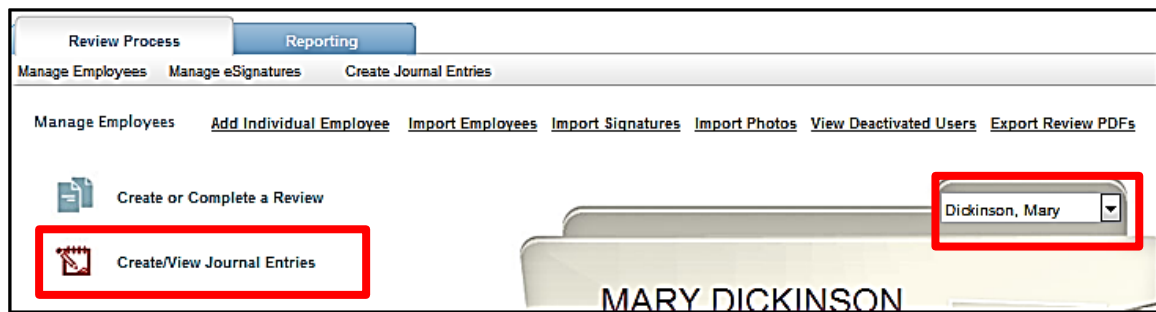 Review Process Reporting
Manage Employees Manage eSignatures Create Journal Entries
Manage Employees Add Individual Employee Import Employees Import Signatures Import Photos View Deactivated Users Export Review PDFs
Create or Complete a Review
Dickinson, Mary
Create/View Journal Entries
MARY DICKINSON